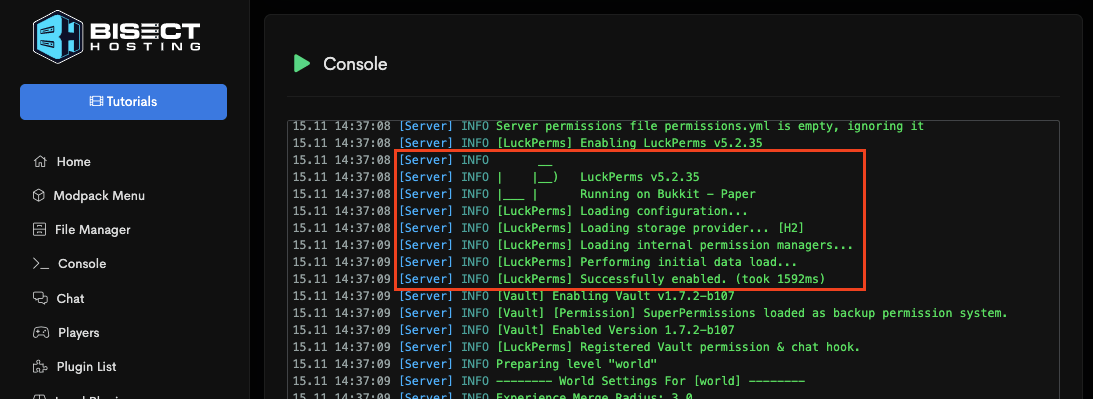 BISECT
HOSTING
Tutorials
Home
Modpack Menu
File Manager
Console
Chat
Players
Plugin List
Console
15.11 14:37:08 [Server] INFO Server permissions file permissions.yml is empty, ignoring it
15.11 14:37:08 [Server] INFO [LuckPerms] Enabling LuckPerms v5.2.35
15.11 14:37:08 [Server] INFO       __
15.11 14:37:08 [Server] INFO |    |__)   LuckPerms v5.2.35
15.11 14:37:08 [Server] INFO |___ |      Running on Bukkit - Paper
15.11 14:37:08 [Server] INFO [LuckPerms] Loading configuration...
15.11 14:37:08 [Server] INFO [LuckPerms] Loading storage provider... [H2]
15.11 14:37:09 [Server] INFO [LuckPerms] Loading internal permission managers...
15.11 14:37:09 [Server] INFO [LuckPerms] Performing initial data load...
15.11 14:37:09 [Server] INFO [LuckPerms] Successfully enabled. (took 1592ms)
15.11 14:37:09 [Server] INFO [Vault] Enabling Vault v1.7.2-b107
15.11 14:37:09 [Server] INFO [Vault] [Permission] SuperPermissions loaded as backup permission system.
15.11 14:37:09 [Server] INFO [Vault] Enabled Version 1.7.2-b107
15.11 14:37:09 [Server] INFO [LuckPerms] Registered Vault permission & chat hook.
15.11 14:37:09 [Server] INFO Preparing level "world"
15.11 14:37:09 [Server] INFO -------- World Settings For [world] --------
15.11 14:37:09 [Server] INFO Experience Merge Radius: 3.0